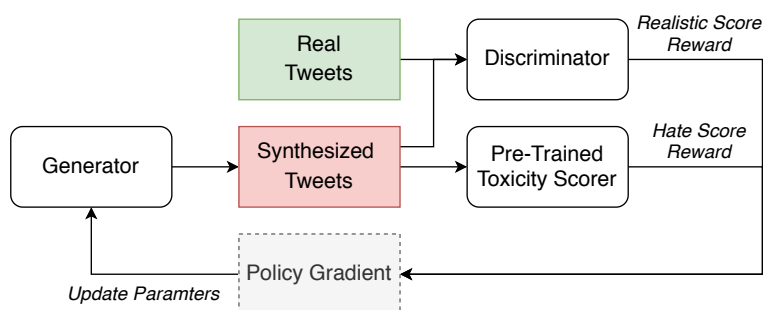 Real
Tweets
Discriminator
Realistic Score
Reward
Generator
Synthesized
Tweets
Pre-Trained
Toxicity Scorer
Hate Score
Reward
Policy Gradient
Update Paramters